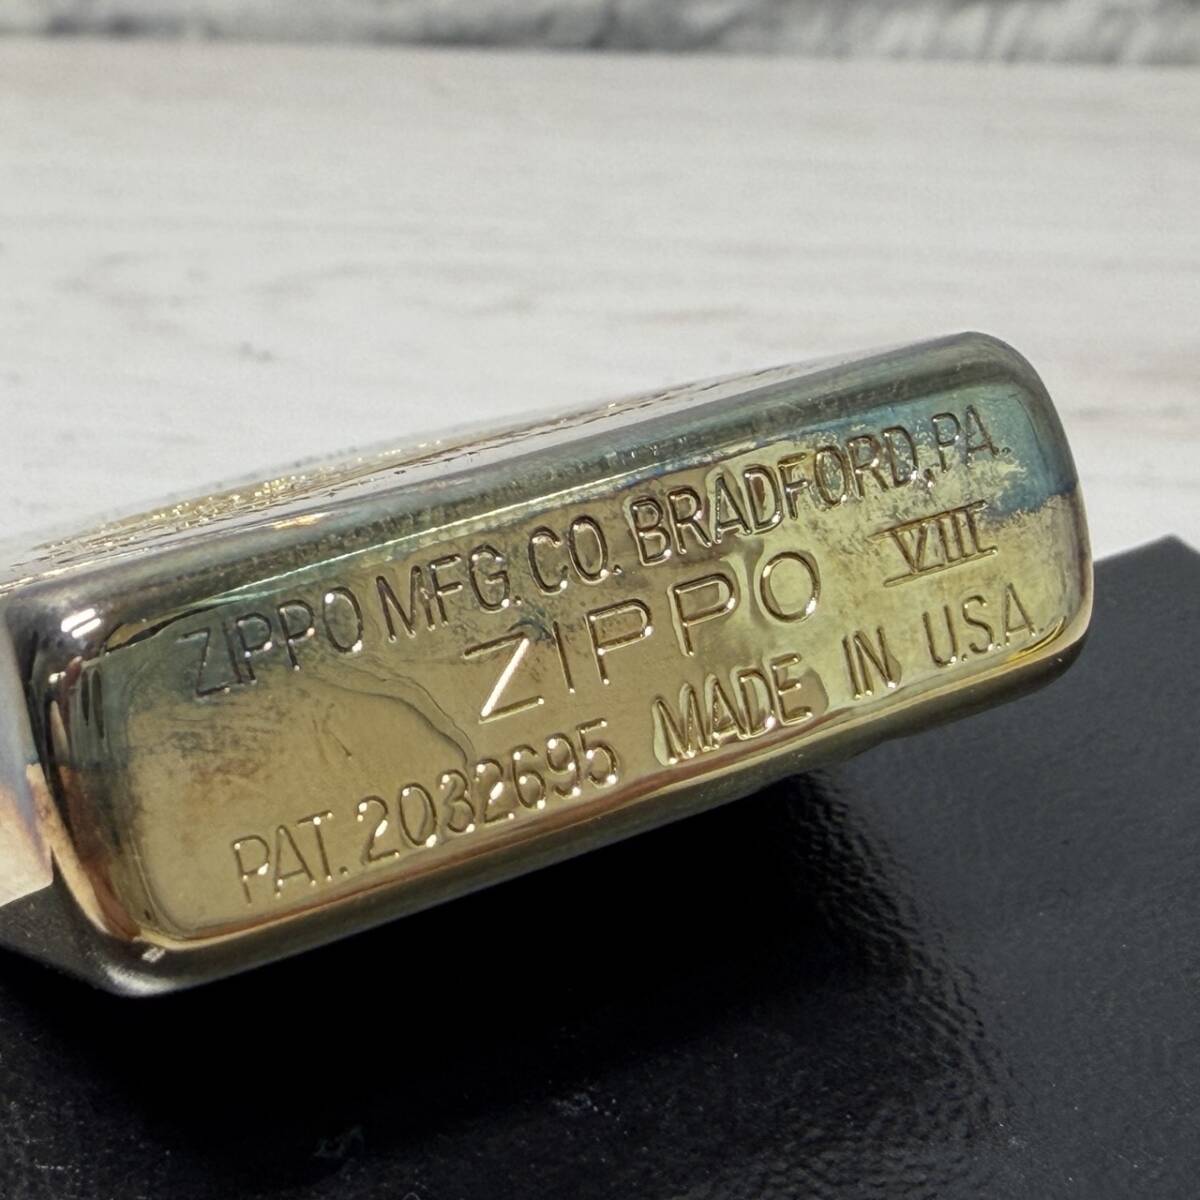 ZIPPO MFG. CO. BRADFORD, PA.
ZIPPO VIII
PAT. 2032695 MADE IN U.S.A.